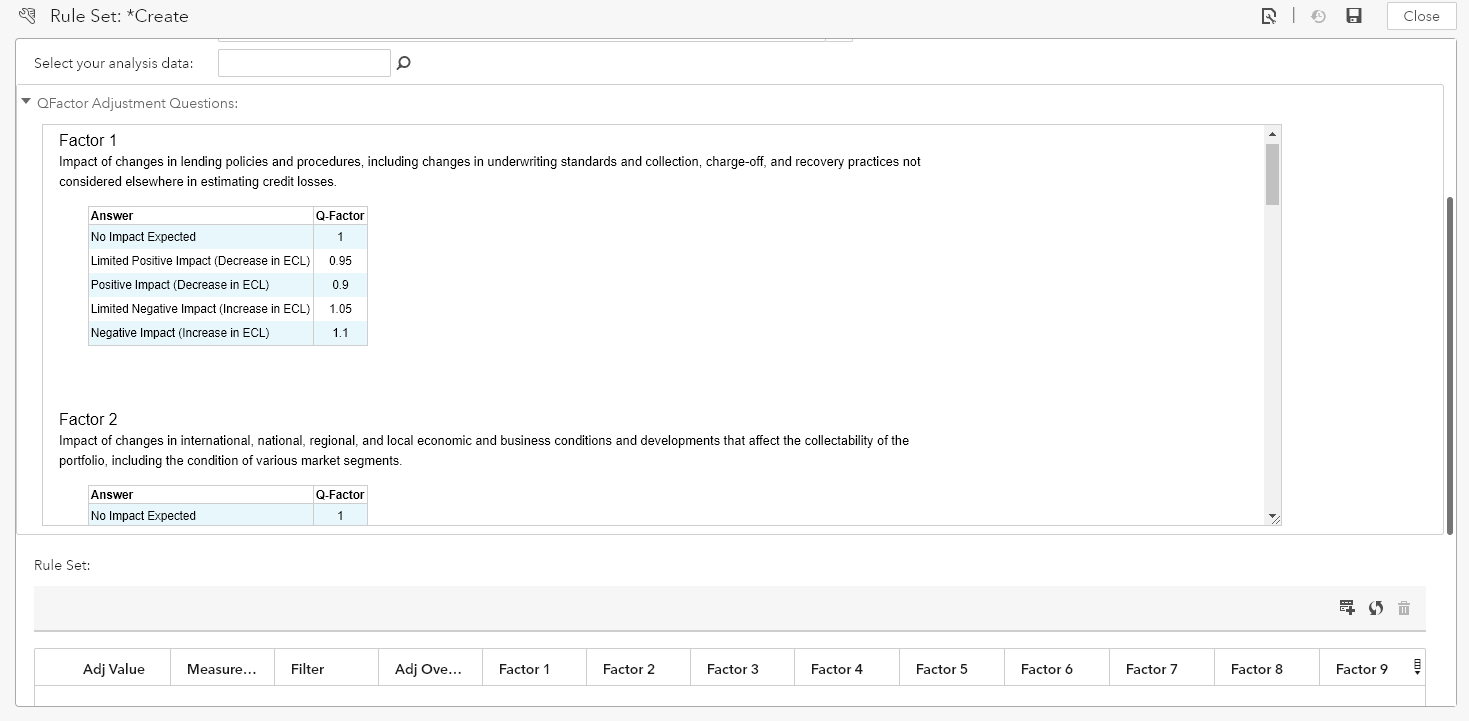 Rule Set: *Create
Close
Select your analysis data:
QFactor Adjustment Questions:
Factor 1
Impact of changes in lending policies and procedures, including changes in underwriting standards and collection, charge-off, and recovery practices not
considered elsewhere in estimating credit losses.
Answer Q-Factor
No Impact Expected 1
Limited Positive Impact (Decrease in ECL) 0.95
Positive Impact (Decrease in ECL) 0.9
Limited Negative Impact (Increase in ECL) 1.05
Negative Impact (Increase in ECL) 1.1
Factor 2
Impact of changes in international, national, regional, and local economic and business conditions and developments that affect the collectability of the
portfolio, including the condition of various market segments.
Answer Q-Factor
No Impact Expected 1
Rule Set:
Adj Value Measure... Filter Adj Ove... Factor 1 Factor 2 Factor 3 Factor 4 Factor 5 Factor 6 Factor 7 Factor 8 Factor 9